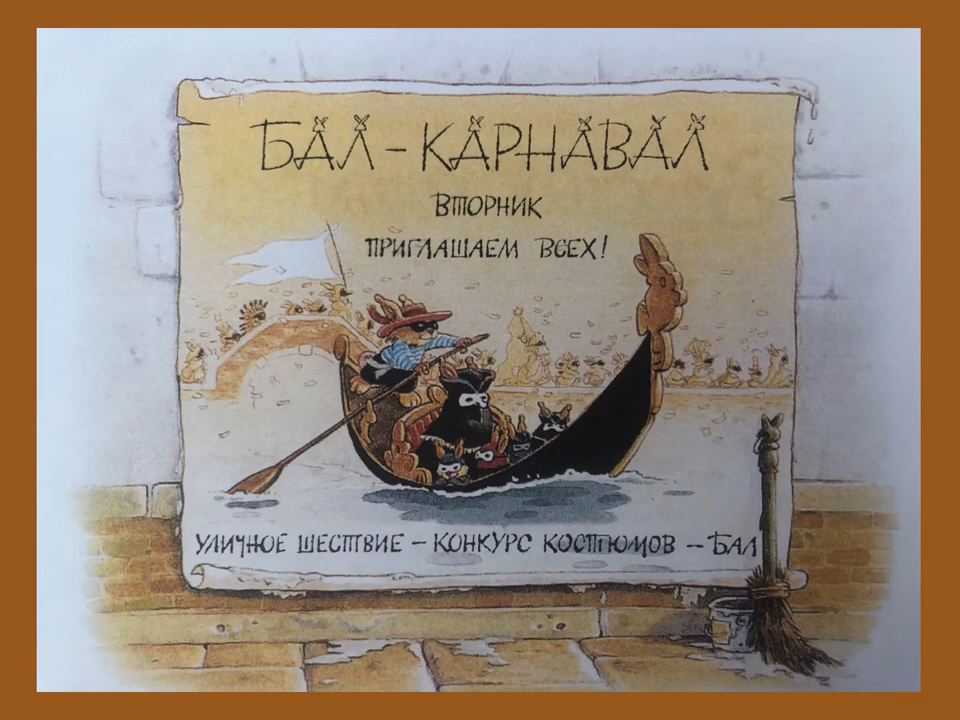 БАЛ – КАРНАВАЛ
ВТОРНИК
ПРИГЛАШАЕМ ВСЕХ!
УЛИЧНОЕ ШЕСТВИЕ – КОНКУРС КОСТЮМОВ – БАЛ